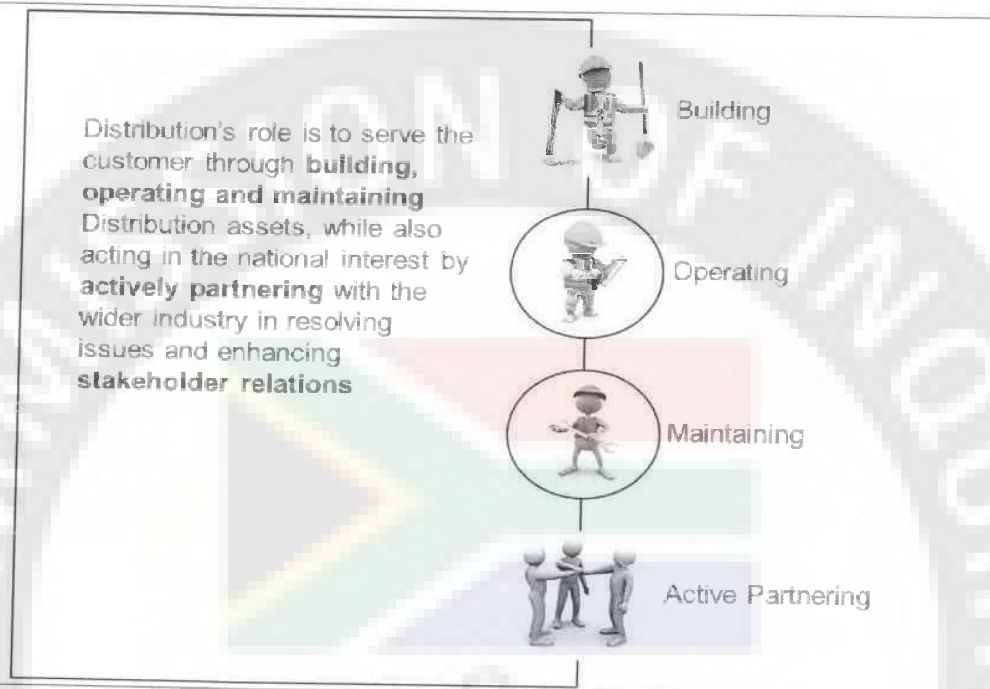 Distribution's role is to serve the
customer through building,
operating and maintaining
Distribution assets, while also
acting in the national interest by
actively partnering with the
wider industry in resolving
issues and enhancing
stakeholder relations
Building
Operating
Maintaining
Active Partnering
OF